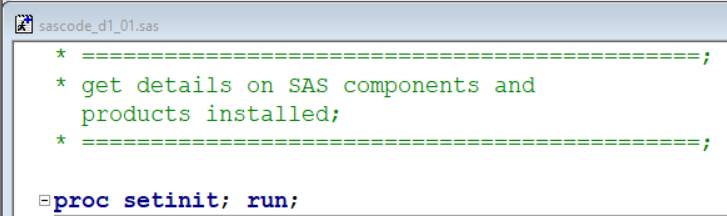 sascode_d1_01.sas
* =============================================;
* get details on SAS components and
products installed;
* =============================================;
proc setinit; run;